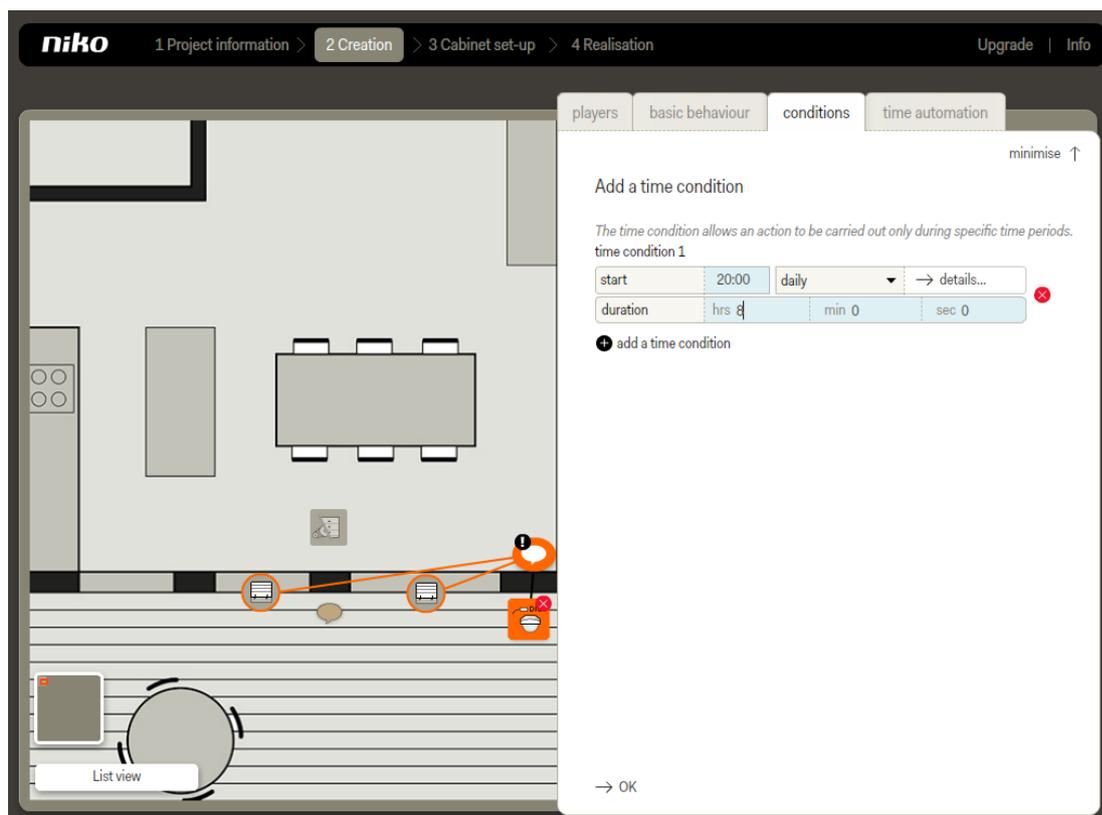 niko 1 Project information > 2 Creation > 3 Cabinet set-up > 4 Realisation Upgrade | Info
players basic behaviour conditions time automation
minimise ↑
Add a time condition
The time condition allows an action to be carried out only during specific time periods.
time condition 1
start 20:00 daily → details...
duration hrs 8 min 0 sec 0
add a time condition
List view
→ OK